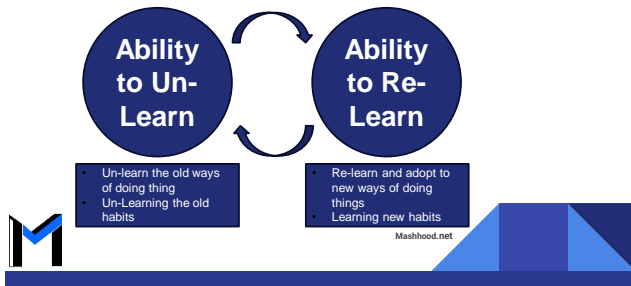 Ability
to Un-
Learn
Ability
to Re-
Learn
• Un-learn the old ways
of doing thing
• Un-Learning the old
habits
• Re-learn and adopt to
new ways of doing
things
• Learning new habits
Mashhood.net
M